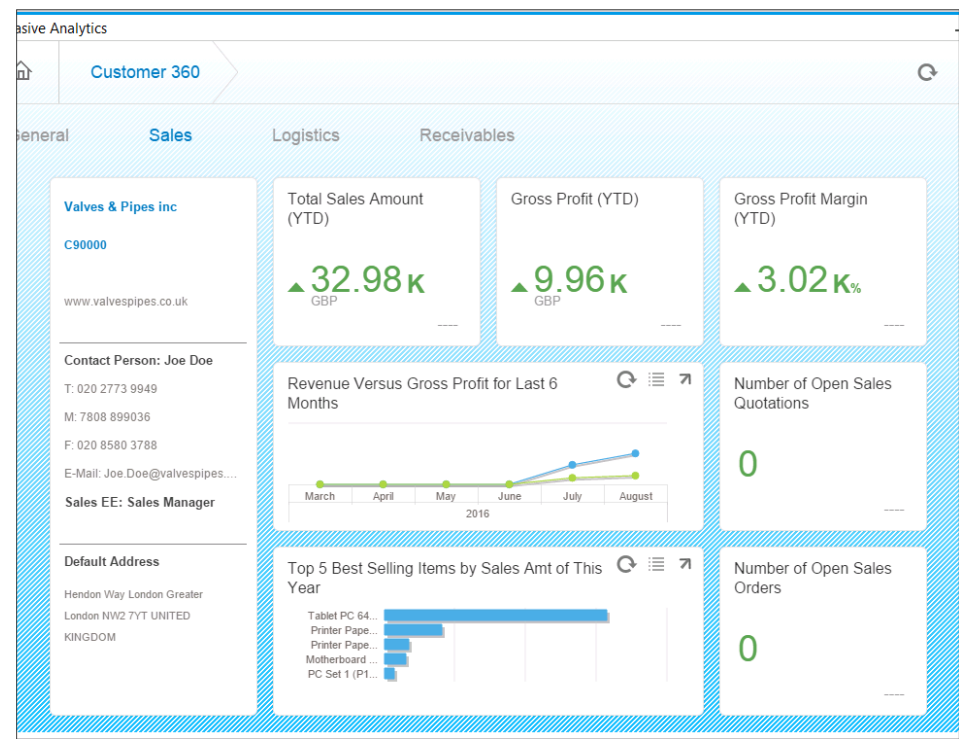 asive Analytics
Customer 360
General
Sales
Logistics
Receivables
Valves & Pipes inc
C90000
www.valvespipes.co.uk
Contact Person: Joe Doe
T: 020 2773 9949
M: 7808 899036
F: 020 8580 3788
E-Mail: Joe.Doe@valvespipes....
Sales EE: Sales Manager
Default Address
Hendon Way London Greater
London NW2 7YT UNITED
KINGDOM
Total Sales Amount
(YTD)
32.98 K
GBP
----
Gross Profit (YTD)
9.96 K
GBP
----
Gross Profit Margin
(YTD)
3.02 K%
----
Revenue Versus Gross Profit for Last 6
Months
March April May June July August
2016
Number of Open Sales
Quotations
0
----
Top 5 Best Selling Items by Sales Amt of This
Year
Tablet PC 64...
Printer Pape...
Printer Pape...
Motherboard ...
PC Set 1 (P1...
Number of Open Sales
Orders
0
----